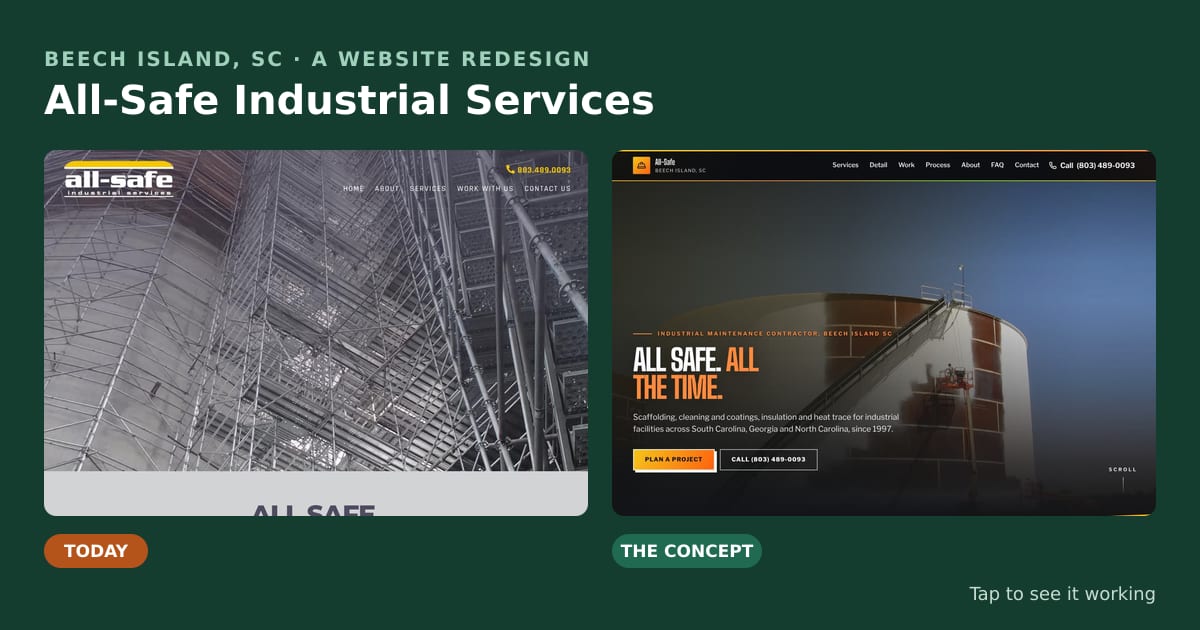 BEECH ISLAND, SC · A WEBSITE REDESIGN
All-Safe Industrial Services
all-safe
industrial services
803.489.0093
HOME ABOUT SERVICES WORK WITH US CONTACT US
ALL SAFE
TODAY
All-Safe
BEECH ISLAND, SC
Services Detail Work Process About FAQ Contact Call (803) 489-0093
INDUSTRIAL MAINTENANCE CONTRACTOR, BEECH ISLAND SC
ALL SAFE. ALL
THE TIME.
Scaffolding, cleaning and coatings, insulation and heat trace for industrial
facilities across South Carolina, Georgia and North Carolina, since 1997.
PLAN A PROJECT CALL (803) 489-0093
SCROLL
THE CONCEPT
Tap to see it working